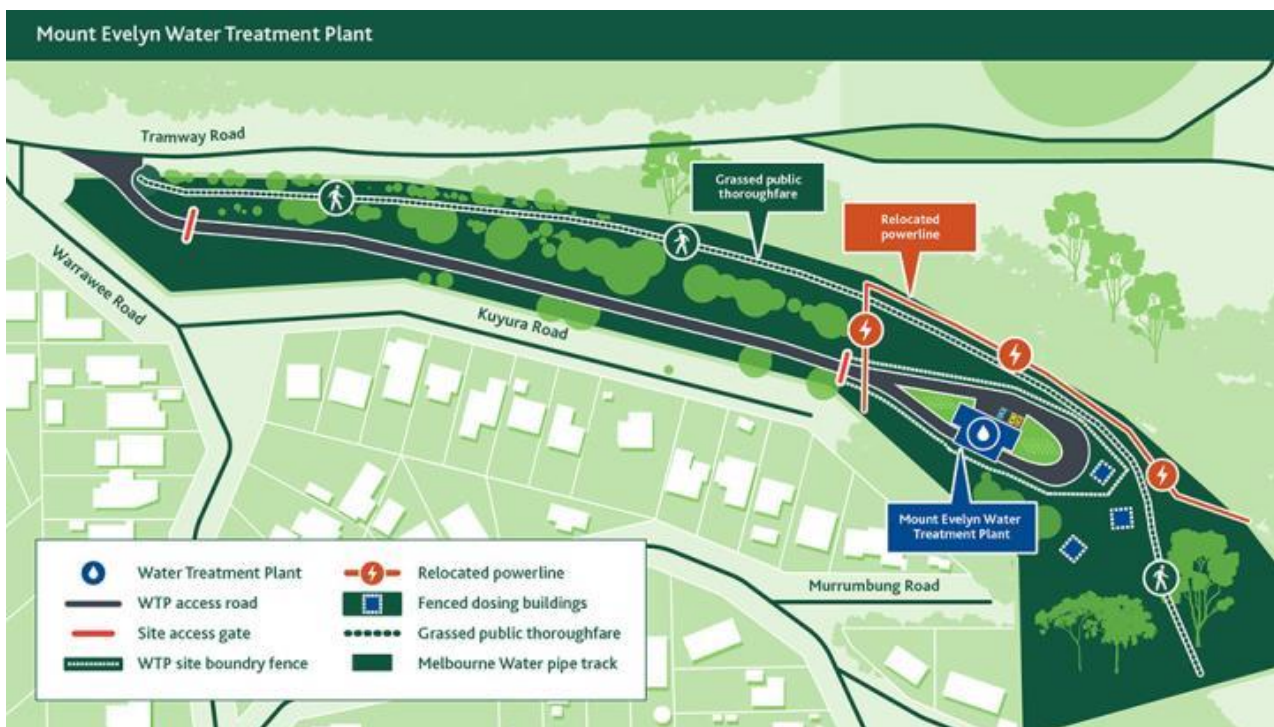 Mount Evelyn Water Treatment Plant
Tramway Road
Grassed public
thoroughfare
Relocated
powerline
Warrawee Road
Kuyura Road
Mount Evelyn Water
Treatment Plant
Murrumbung Road
Water Treatment Plant
WTP access road
Site access gate
WTP site boundry fence
Relocated powerline
Fenced dosing buildings
Grassed public thoroughfare
Melbourne Water pipe track